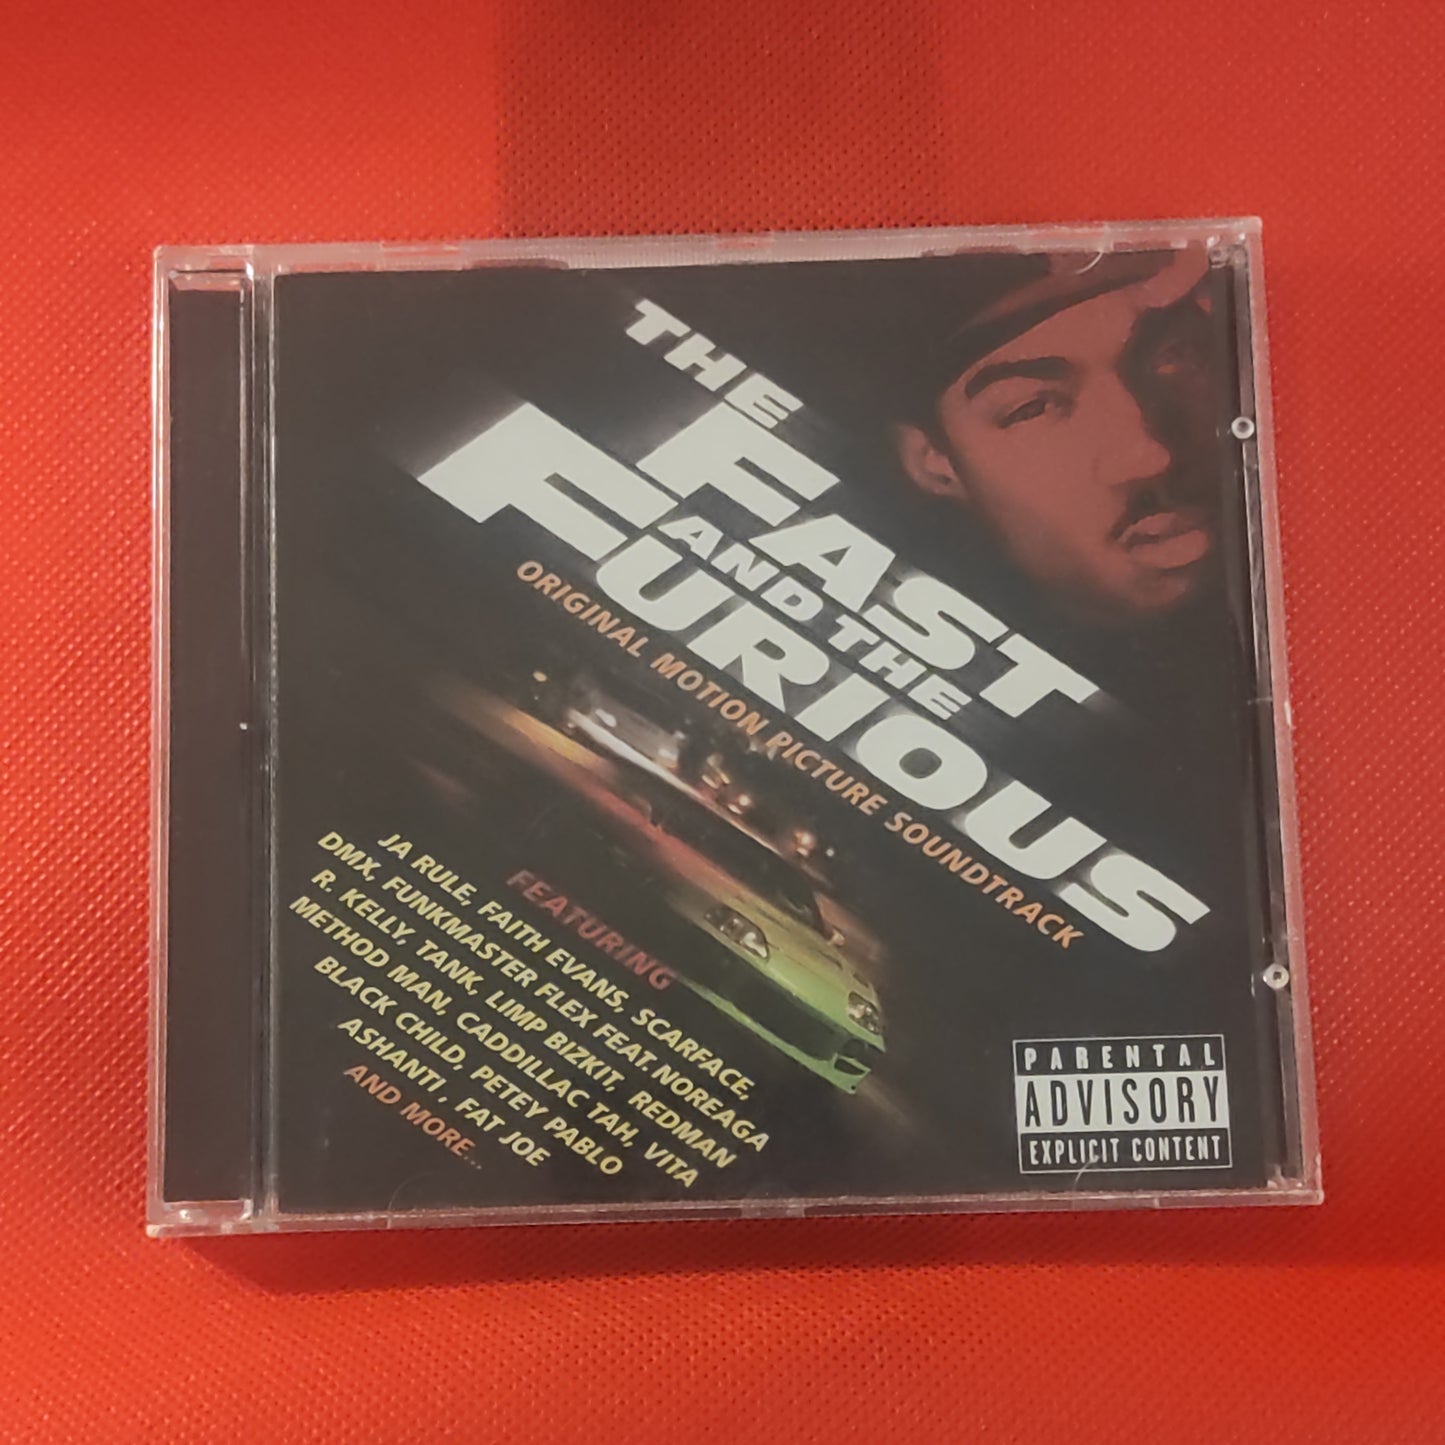 THE
FAST
AND THE
FURIOUS
ORIGINAL MOTION PICTURE SOUNDTRACK
FEATURING
JA RULE, FAITH EVANS, SCARFACE,
DMX, FUNKMASTER FLEX FEAT. NOREAGA
R. KELLY, TANK, LIMP BIZKIT, REDMAN
METHOD MAN, CADDILLAC TAH, VITA
BLACK CHILD, PETEY PABLO
ASHANTI , FAT JOE
AND MORE...
PARENTAL
ADVISORY
EXPLICIT CONTENT